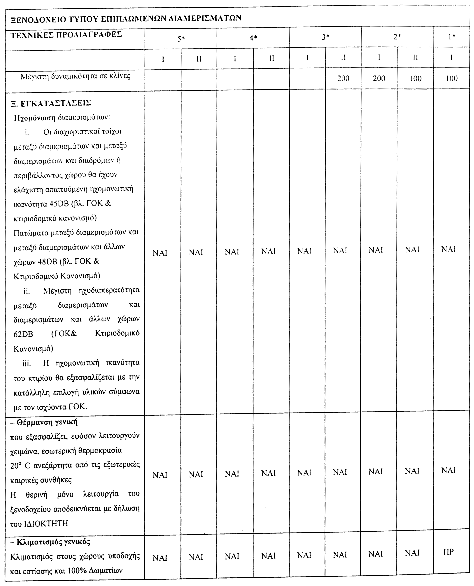 ΞΕΝΟΔΟΧΕΙΟ ΤΥΠΟΥ ΕΠΙΠΛΩΜΕΝΩΝ ΔΙΑΜΕΡΙΣΜΑΤΩΝ
ΤΕΧΝΙΚΕΣ ΠΡΟΔΙΑΓΡΑΦΕΣ 5* 4* 3* 2* 1*
I II I II I II I II I
Μέγιστη δυναμικότητα σε κλίνες 200 200 100 100
Ξ. ΕΓΚΑΤΑΣΤΑΣΕΙΣ
Ηχομόνωση διαμερισμάτων:
i. Οι διαχωριστικοί τοίχοι
μεταξύ διαμερισμάτων και μεταξύ
διαμερισμάτων και διαδρόμων ή
περιβάλλοντος χώρου θα έχουν
ελάχιστη απαιτούμενη ηχομονωτική
ικανότητα 45DB (βλ. ΓΟΚ &
κτιριοδομικό κανονισμό)
Πατώματα μεταξύ διαμερισμάτων και
μεταξύ διαμερισμάτων και άλλων
χώρων 48DB (βλ. ΓΟΚ &
Κτιριοδομικό Κανονισμό)
ΝΑΙ ΝΑΙ ΝΑΙ ΝΑΙ ΝΑΙ ΝΑΙ ΝΑΙ ΝΑΙ ΝΑΙ
ii. Μέγιστη ηχοδιαπερατότητα
μεταξύ διαμερισμάτων και
διαμερισμάτων και άλλων χώρων
62DB (ΓΟΚ& Κτιριοδομικό
Κανονισμό)
iii. Η ηχομονωτική ικανότητα
του κτιρίου θα εξασφαλίζεται με την
κατάλληλη επιλογή υλικών σύμφωνα
με τον ισχύοντα ΓΟΚ.
– Θέρμανση γενική
που εξασφαλίζει, εφόσον λειτουργούν
χειμώνα, εσωτερική θερμοκρασία
20° C ανεξάρτητα από τις εξωτερικές
καιρικές συνθήκες
ΝΑΙ ΝΑΙ ΝΑΙ ΝΑΙ ΝΑΙ ΝΑΙ ΝΑΙ ΝΑΙ ΝΑΙ
Η θερινή μόνο λειτουργία του
ξενοδοχείου αποδεικνύεται με δήλωση
του ΙΔΙΟΚΤΗΤΗ
– Κλιματισμός γενικός
Κλιματισμός στους χώρους υποδοχής
και εστίασης και 100% Δωματίων
ΝΑΙ ΝΑΙ ΝΑΙ ΝΑΙ ΝΑΙ ΝΑΙ ΝΑΙ ΝΑΙ ΠΡ